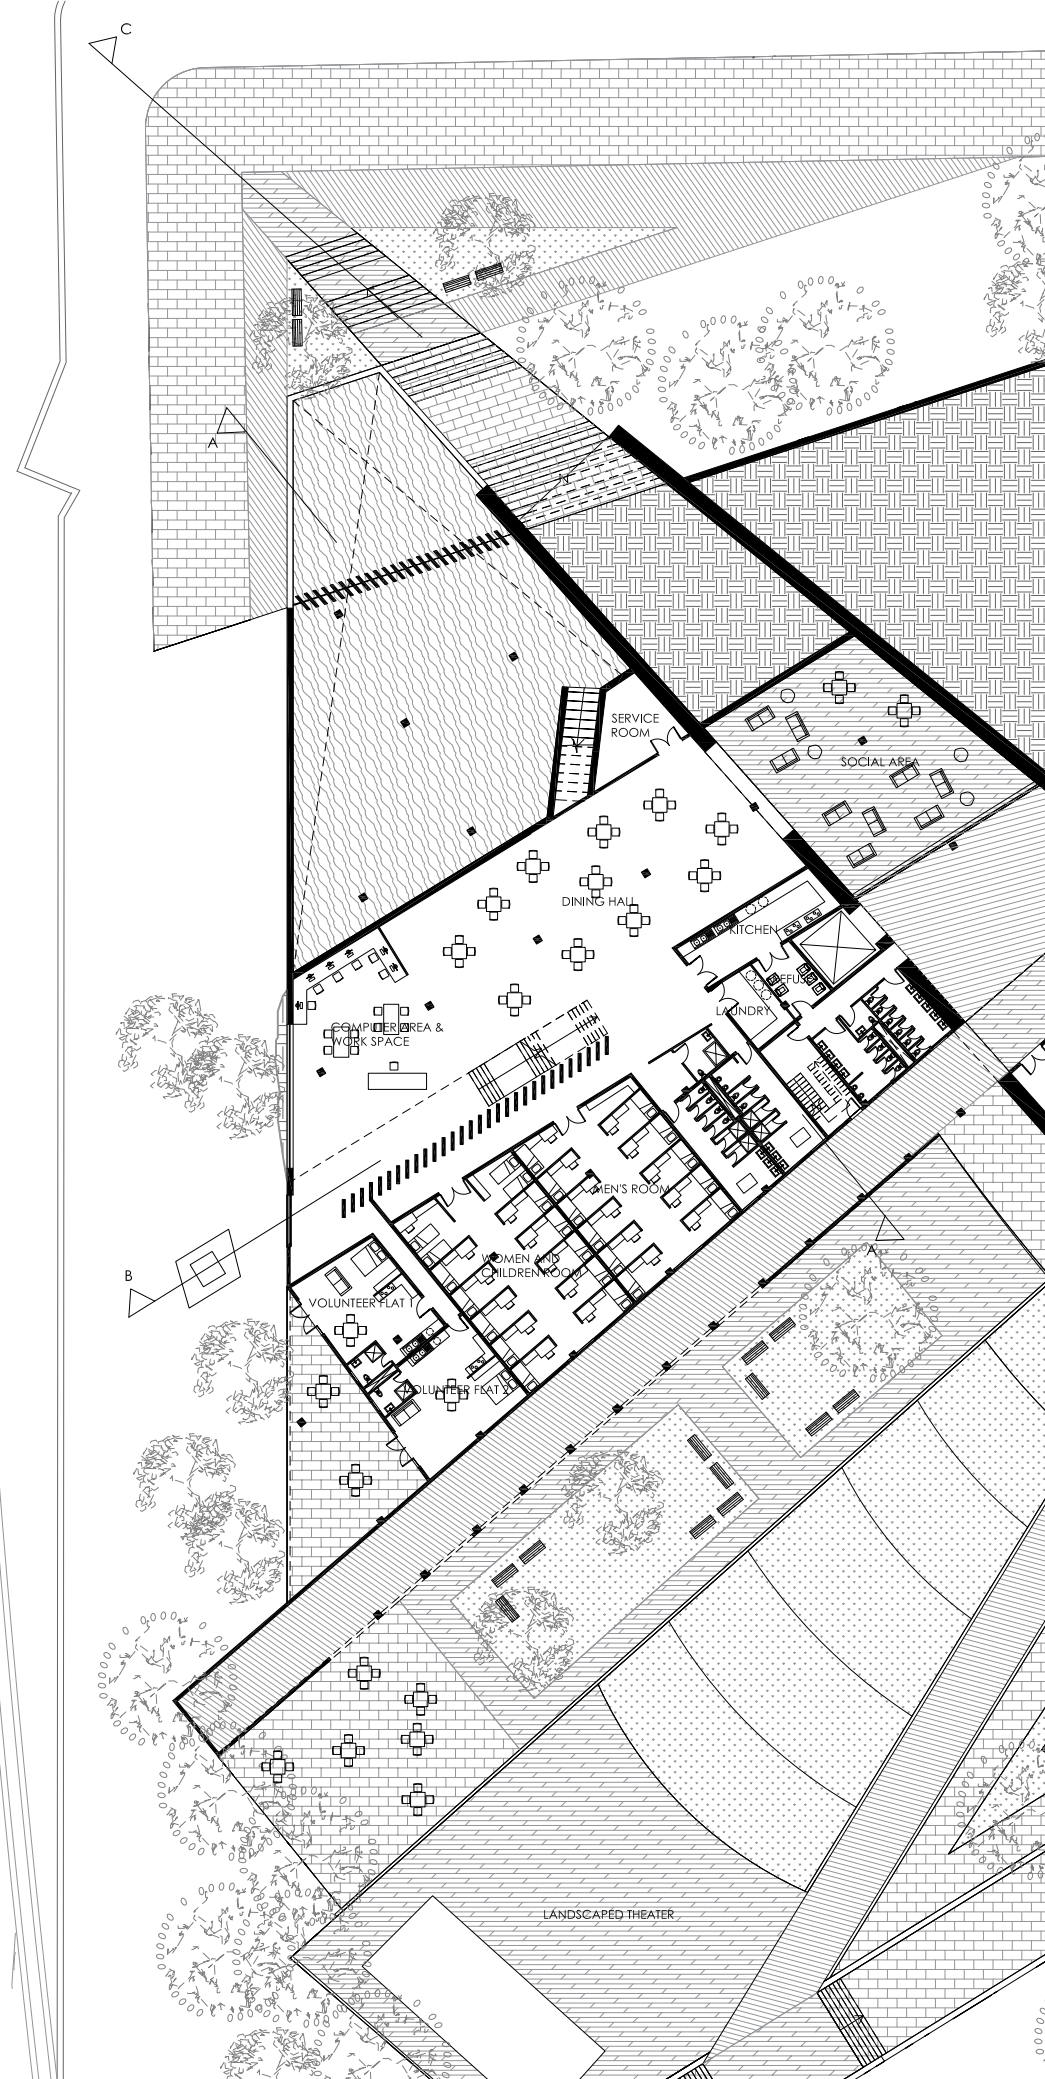 C
A
SERVICE
ROOM
SOCIAL AREA
DINING HALL
KITCHEN
REFUSE
LAUNDRY
COMPUTER AREA &
WORK SPACE
MEN'S ROOM
A
WOMEN AND
CHILDREN ROOM
B
VOLUNTEER FLAT 1
VOLUNTEER FLAT 2
LANDSCAPED THEATER